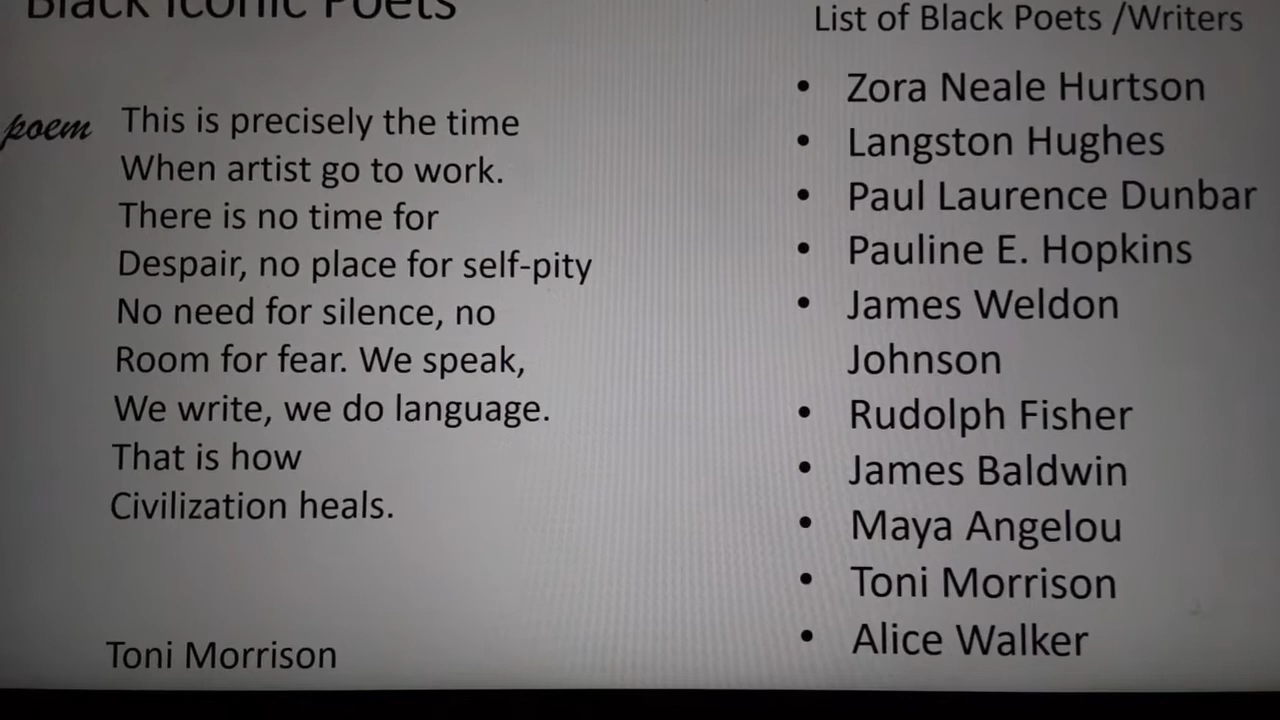 Black Iconic Poets
List of Black Poets /Writers
poem
This is precisely the time
When artist go to work.
There is no time for
Despair, no place for self-pity
No need for silence, no
Room for fear. We speak,
We write, we do language.
That is how
Civilization heals.
Toni Morrison
• Zora Neale Hurtson
• Langston Hughes
• Paul Laurence Dunbar
• Pauline E. Hopkins
• James Weldon
Johnson
• Rudolph Fisher
• James Baldwin
• Maya Angelou
• Toni Morrison
• Alice Walker